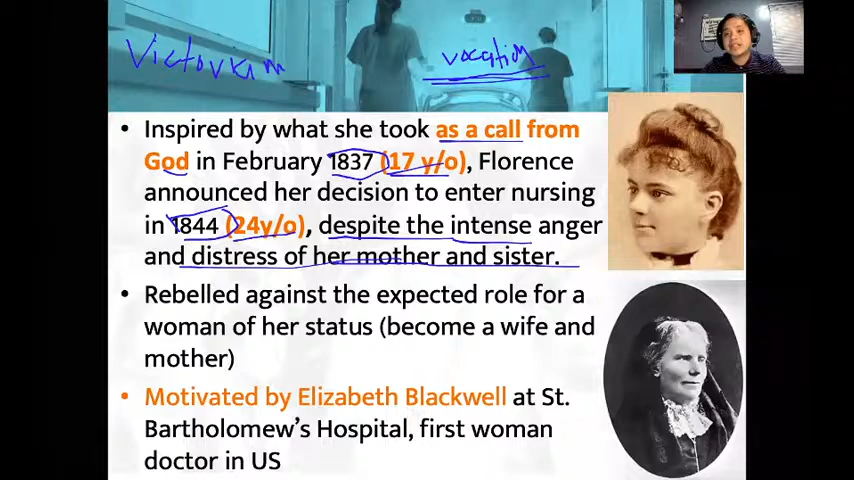 Victorian
vocation
• Inspired by what she took as a call from
God in February 1837 (17 y/o), Florence
announced her decision to enter nursing
in 1844 (24y/o), despite the intense anger
and distress of her mother and sister.
• Rebelled against the expected role for a
woman of her status (become a wife and
mother)
• Motivated by Elizabeth Blackwell at St.
Bartholomew's Hospital, first woman
doctor in US